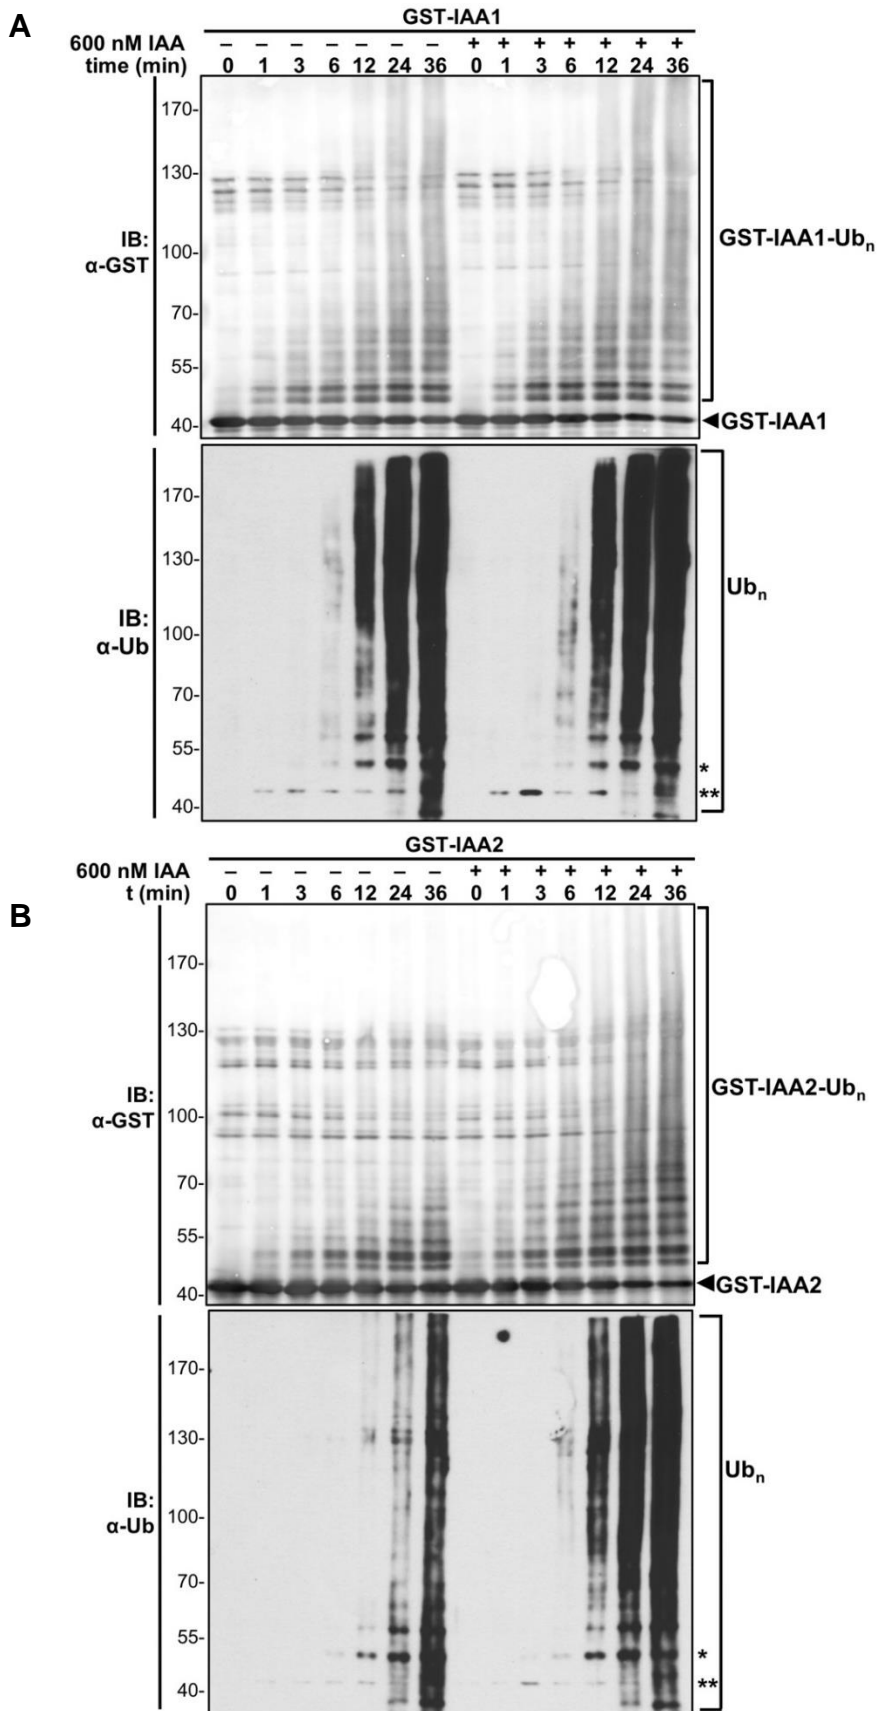 A
GST-IAA1
600 nM IAA – – – – – – – + + + + + + +
time (min) 0 1 3 6 12 24 36 0 1 3 6 12 24 36
170-
130-
IB:
α-GST
100-
70-
55-
40-
GST-IAA1-Ubn
◄GST-IAA1
170-
130-
IB:
α-Ub
100-
70-
55-
40-
Ubn
*
**
B
GST-IAA2
600 nM IAA – – – – – – – + + + + + + +
t (min) 0 1 3 6 12 24 36 0 1 3 6 12 24 36
170-
130-
IB:
α-GST
100-
70-
55-
40-
GST-IAA2-Ubn
◄GST-IAA2
170-
130-
IB:
α-Ub
100-
70-
55-
40-
Ubn
*
**